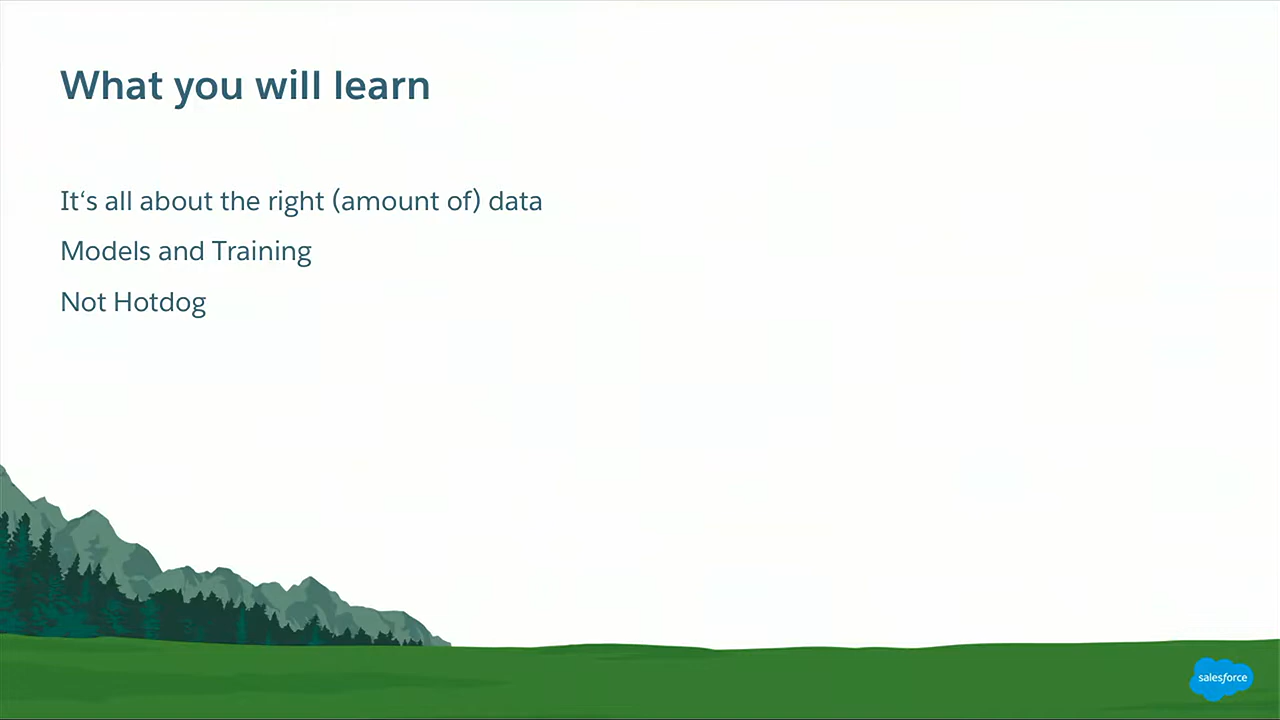 What you will learn
It‘s all about the right (amount of) data
Models and Training
Not Hotdog
salesforce